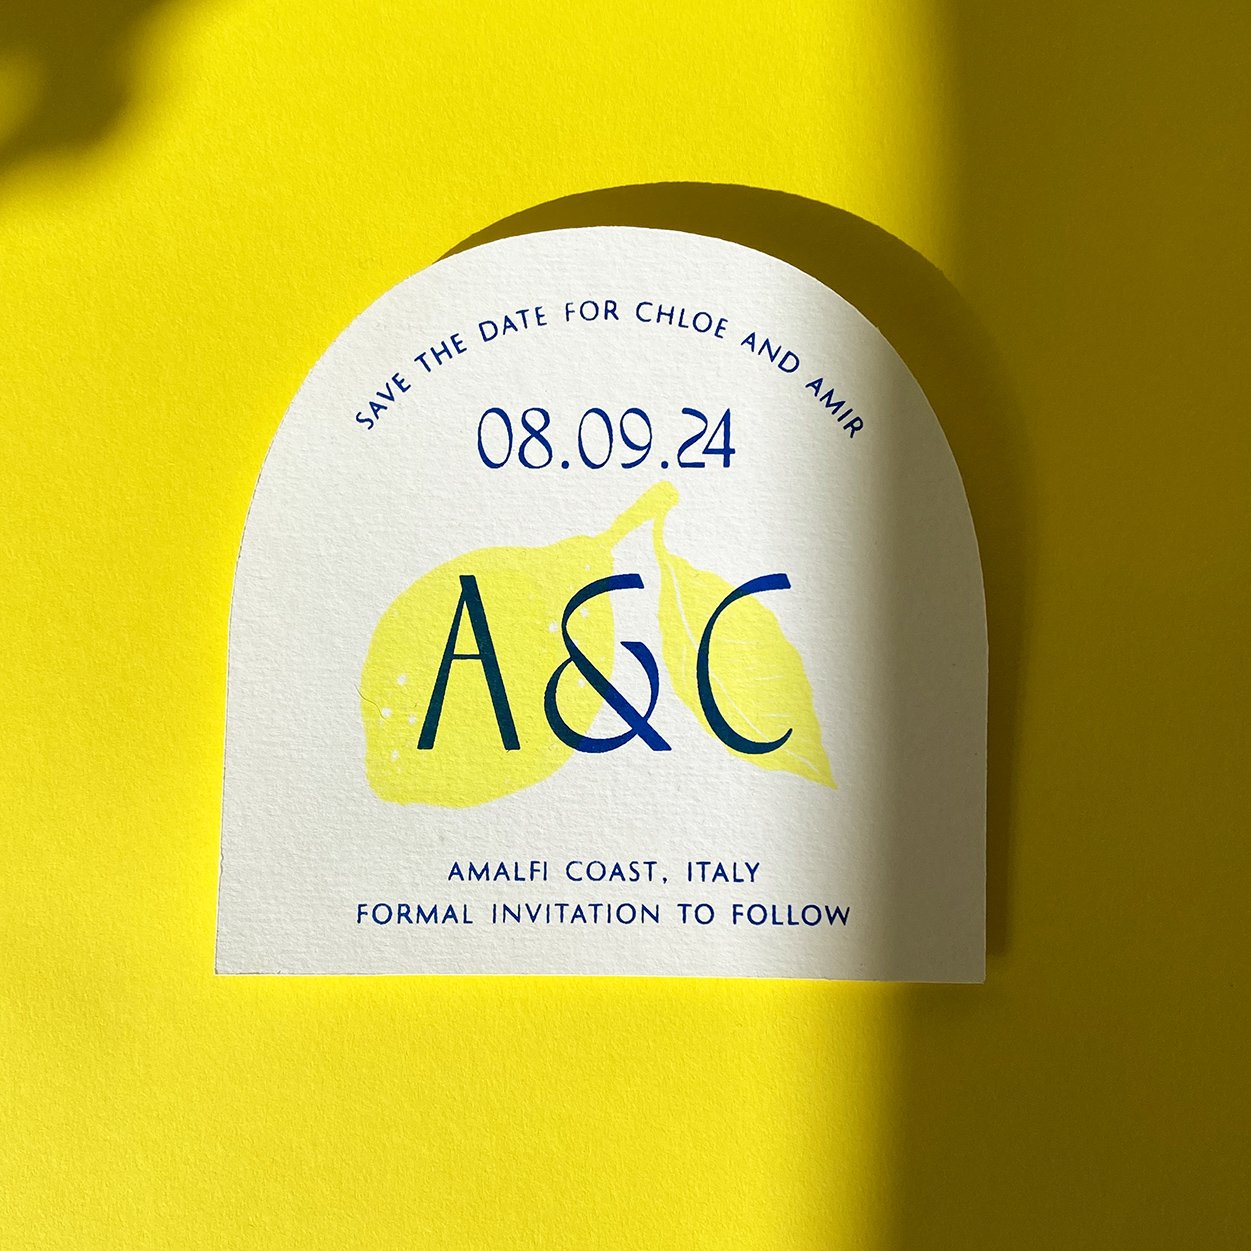 SAVE THE DATE FOR CHLOE AND AMIR
08.09.24
A&C
AMALFI COAST, ITALY
FORMAL INVITATION TO FOLLOW